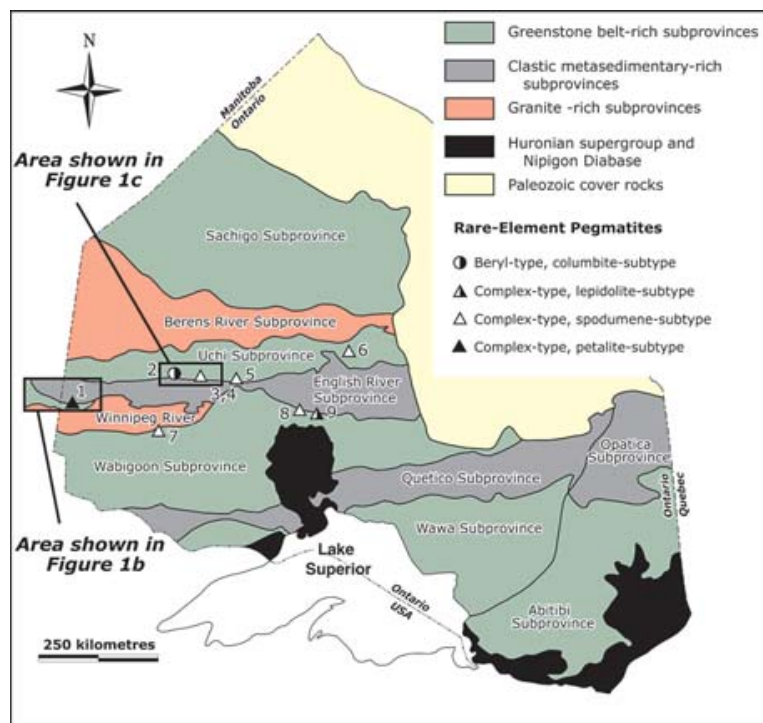 N
Greenstone belt-rich subprovinces
Clastic metasedimentary-rich
subprovinces
Granite -rich subprovinces
Huronian supergroup and
Nipigon Diabase
Paleozoic cover rocks
Rare-Element Pegmatites
Beryl-type, columbite-subtype
Complex-type, lepidolite-subtype
Complex-type, spodumene-subtype
Complex-type, petalite-subtype
Manitoba
Ontario
Area shown in
Figure 1c
Sachigo Subprovince
Berens River Subprovince
Uchi Subprovince
6
2
3,4
5
English River
Subprovince
1
Winnipeg River
7
8
9
Wabigoon Subprovince
Quetico Subprovince
Opatica
Subprovince
Ontario
Quebec
Wawa Subprovince
Area shown in
Figure 1b
Lake
Superior
Ontario
USA
Abitibi
Subprovince
250 kilometres